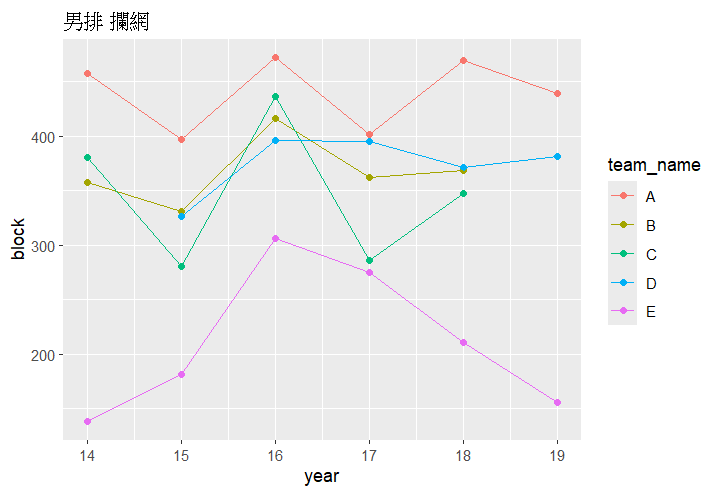 男排 攔網
block
400
300
200
14 15 16 17 18 19
year
team_name
A
B
C
D
E